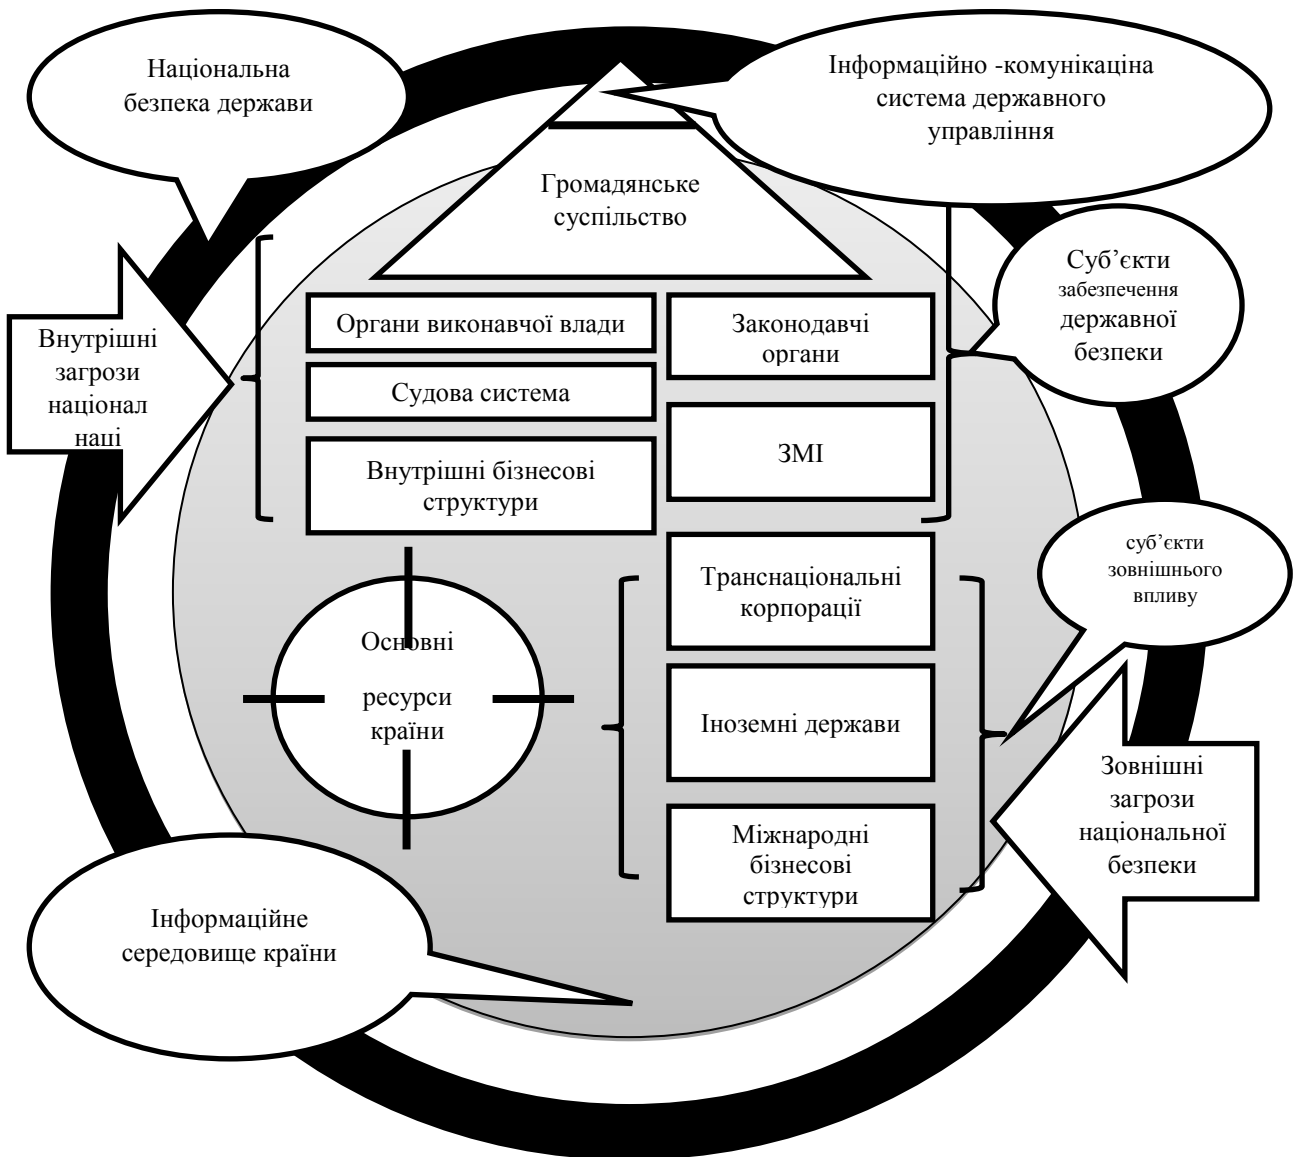 Національна
безпека держави
Інформаційно -комунікаціна
система державного
управління
Громадянське
суспільство
Суб’єкти
забезпечення
державної
безпеки
Внутрішні
загрози
націонал
наці
Органи виконавчої влади
Законодавчі
органи
Судова система
ЗМІ
Внутрішні бізнесові
структури
суб’єкти
зовнішнього
впливу
Транснаціональні
корпорації
Основні
ресурси
країни
Іноземні держави
Зовнішні
загрози
національної
безпеки
Міжнародні
бізнесові
структури
Інформаційне
середовище країни